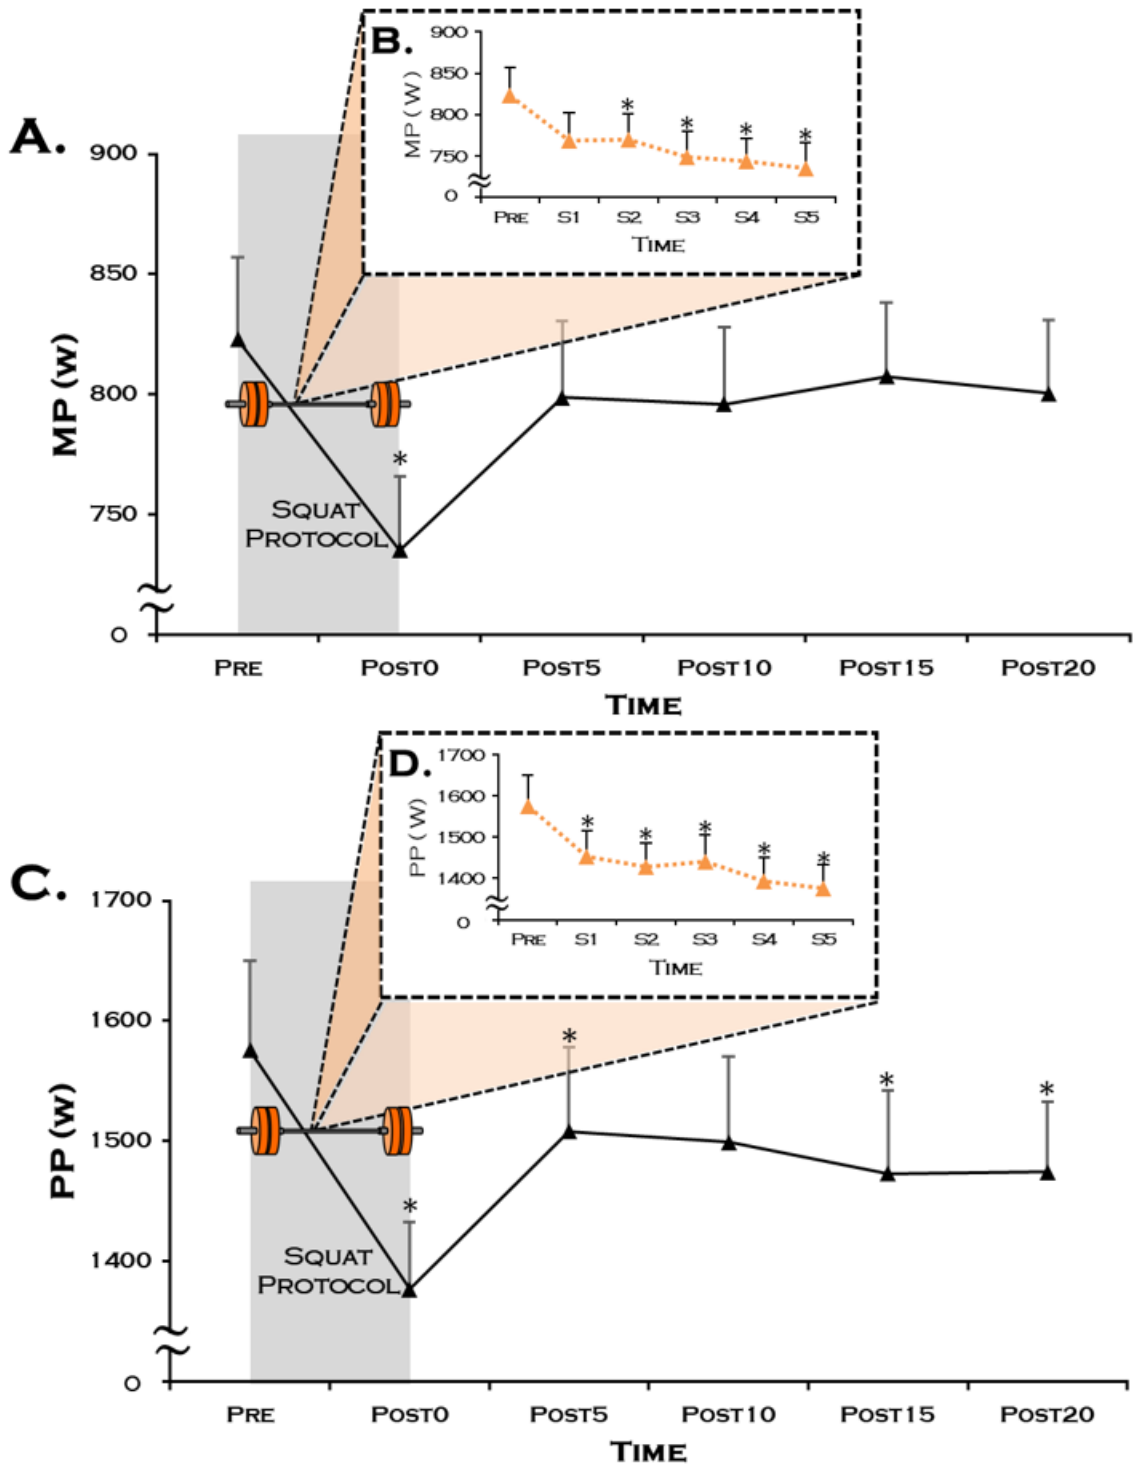 B.
900
850
800
750
0
MP (W)
*
*
*
*
PRE S1 S2 S3 S4 S5
TIME
A.
900
850
800
750
0
MP (W)
*
SQUAT
PROTOCOL
PRE POST0 POST5 POST10 POST15 POST20
TIME
D.
1700
1600
1500
1400
0
PP (W)
*
*
*
*
*
PRE S1 S2 S3 S4 S5
TIME
C.
1700
1600
1500
1400
0
PP (W)
*
*
*
*
SQUAT
PROTOCOL
PRE POST0 POST5 POST10 POST15 POST20
TIME